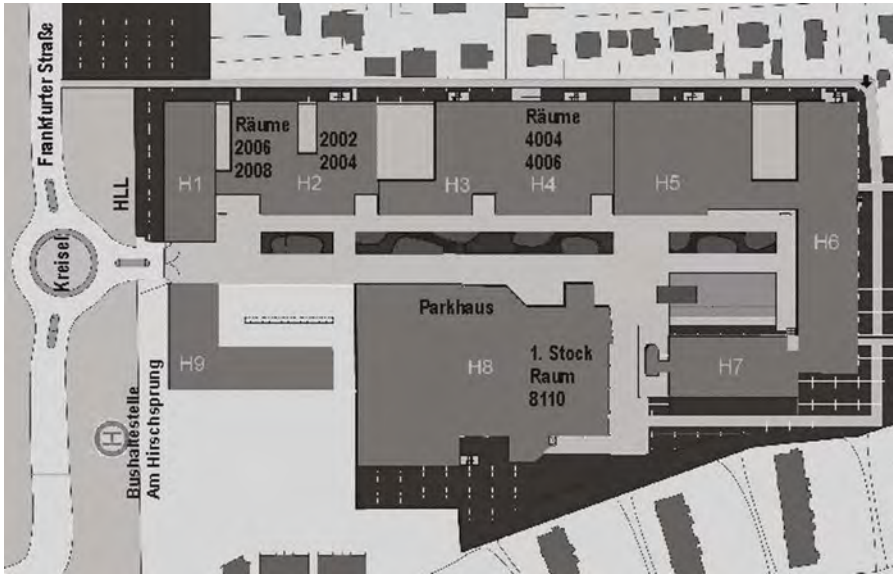 Frankfurter Straße
HLL
Kreisel
Bushaltestelle
Am Hirschsprung
H
H1
Räume
2006
2008
2002
2004
H2
H3
Räume
4004
4006
H4
H5
H6
Parkhaus
H9
H8
1. Stock
Raum
8110
H7